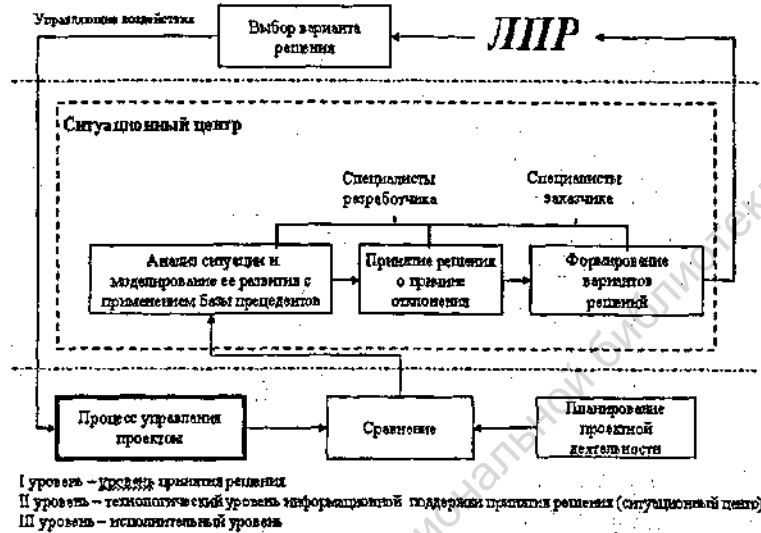 Управляющие воздействия
Выбор варианта
решения
ЛПР
Ситуационный центр
Специалисты
разработчика
Специалисты
заказчика
Анализ ситуации и
моделирование ее развития с
применением Базы прецедентов
Принятие решения
о причине
отклонения
Формирование
вариантов
решений
Процесс управления
проектом
Сравнение
Планирование
проектной
деятельности
I уровень – уровень принятия решения
II уровень – технологический уровень информационной поддержки принятия решения (ситуационный центр)
III уровень – исполнительный уровень